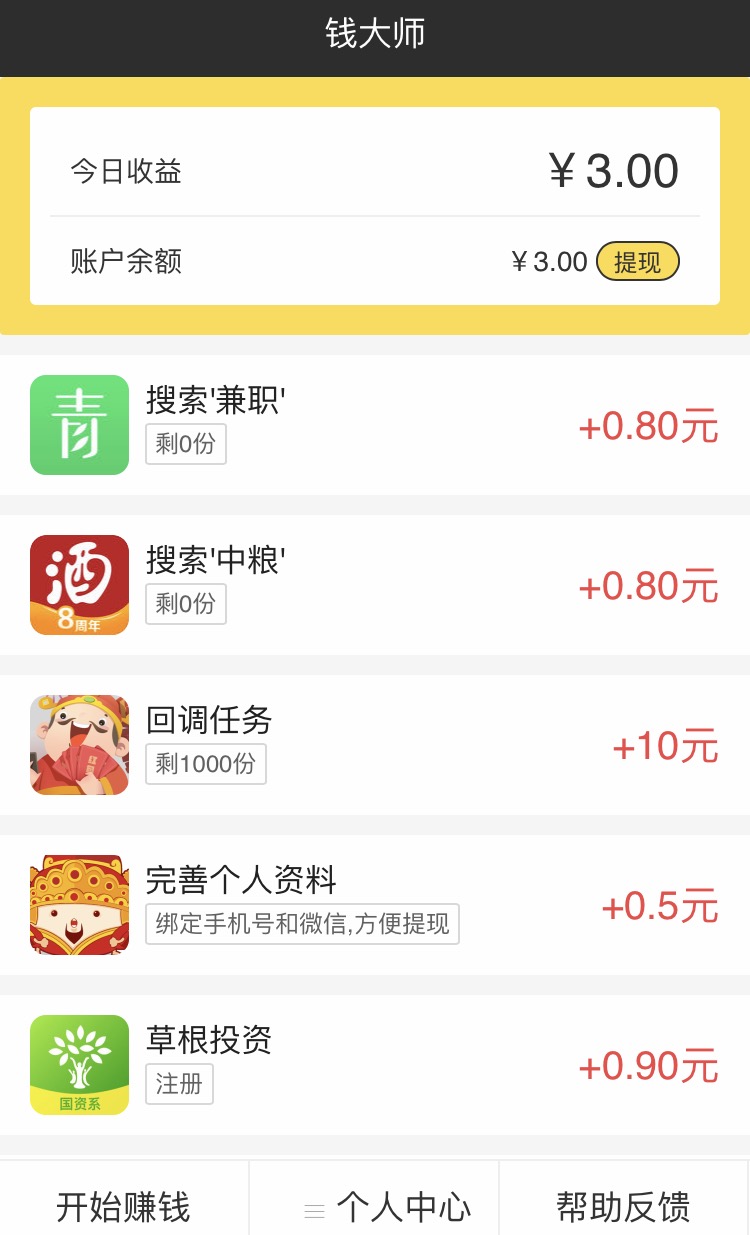 钱大师
今日收益 ¥3.00
账户余额 ¥3.00 提现
青
搜索'兼职'
剩0份
+0.80元
酒
8周年
搜索'中粮'
剩0份
+0.80元
回调任务
剩1000份
+10元
完善个人资料
绑定手机号和微信,方便提现
+0.5元
国资系
草根投资
注册
+0.90元
开始赚钱 个人中心 帮助反馈